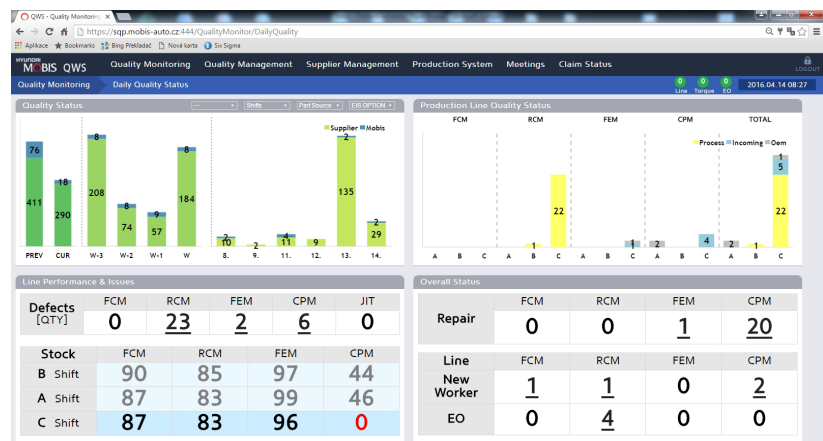 QWS - Quality Monitoring
https://sqp.mobis-auto.cz:444/QualityMonitor/DailyQuality
Aplikace Bookmarks Bing Překladač Nová karta Six Sigma
HYUNDAI
MOBIS QWS Quality Monitoring Quality Management Supplier Management Production System Meetings Claim Status
LOGOUT
Quality Monitoring Daily Quality Status
0 0 0
Line Torque EO
2016.04.14 08:27
Quality Status
--- Shifts Part Source EIS OPTION
Supplier Mobis
76 18 8 8 9 8 2 2 4 2 2
411 290 208 74 57 184 10 11 9 135 29
PREV CUR W-3 W-2 W-1 W 8. 9. 11. 12. 13. 14.
Production Line Quality Status
FCM RCM FEM CPM TOTAL
Process Incoming Oem
1 22 1 1 2 4 2 1 22 5 1
A B C A B C A B C A B C A B C
Line Performance & Issues
Defects [QTY] FCM RCM FEM CPM JIT
0 23 2 6 0
Stock FCM RCM FEM CPM
B Shift 90 85 97 44
A Shift 87 83 99 46
C Shift 87 83 96 0
Overall Status
FCM RCM FEM CPM
Repair 0 0 1 20
Line FCM RCM FEM CPM
New Worker 1 1 0 2
EO 0 4 0 0